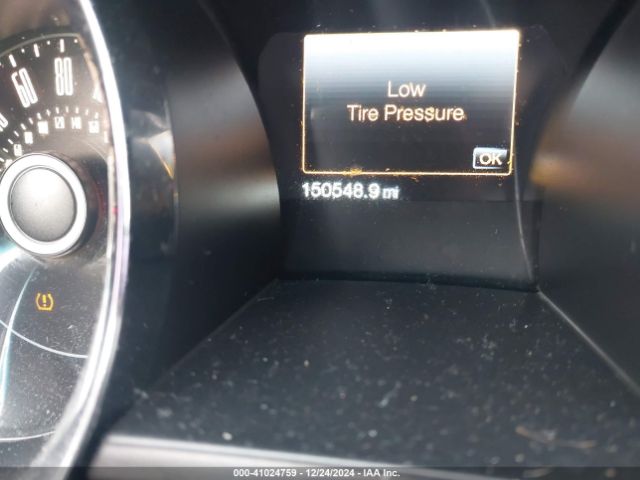 60 80
Low
Tire Pressure
OK
150548.9 mi
000-41024759 - 12/24/2024 - IAA Inc.